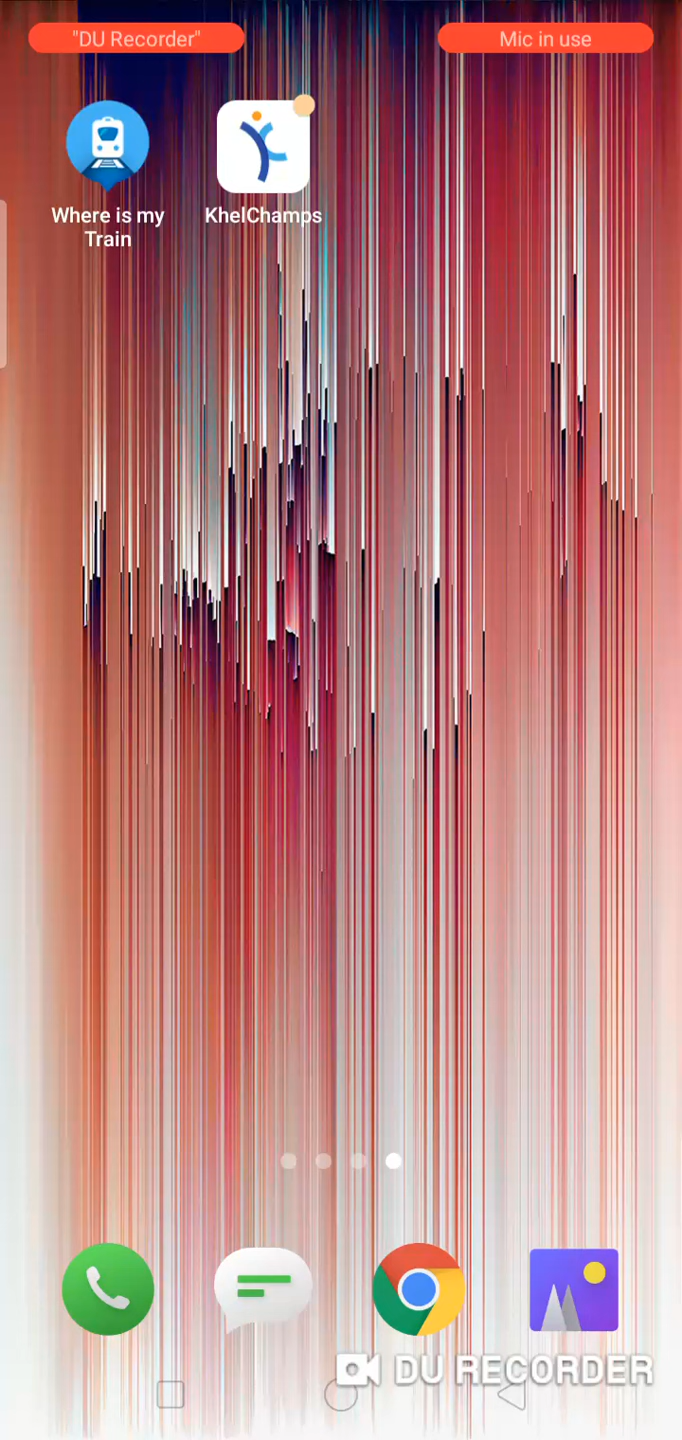 "DU Recorder"
Mic in use
Where is my
Train
KhelChamps
DU RECORDER